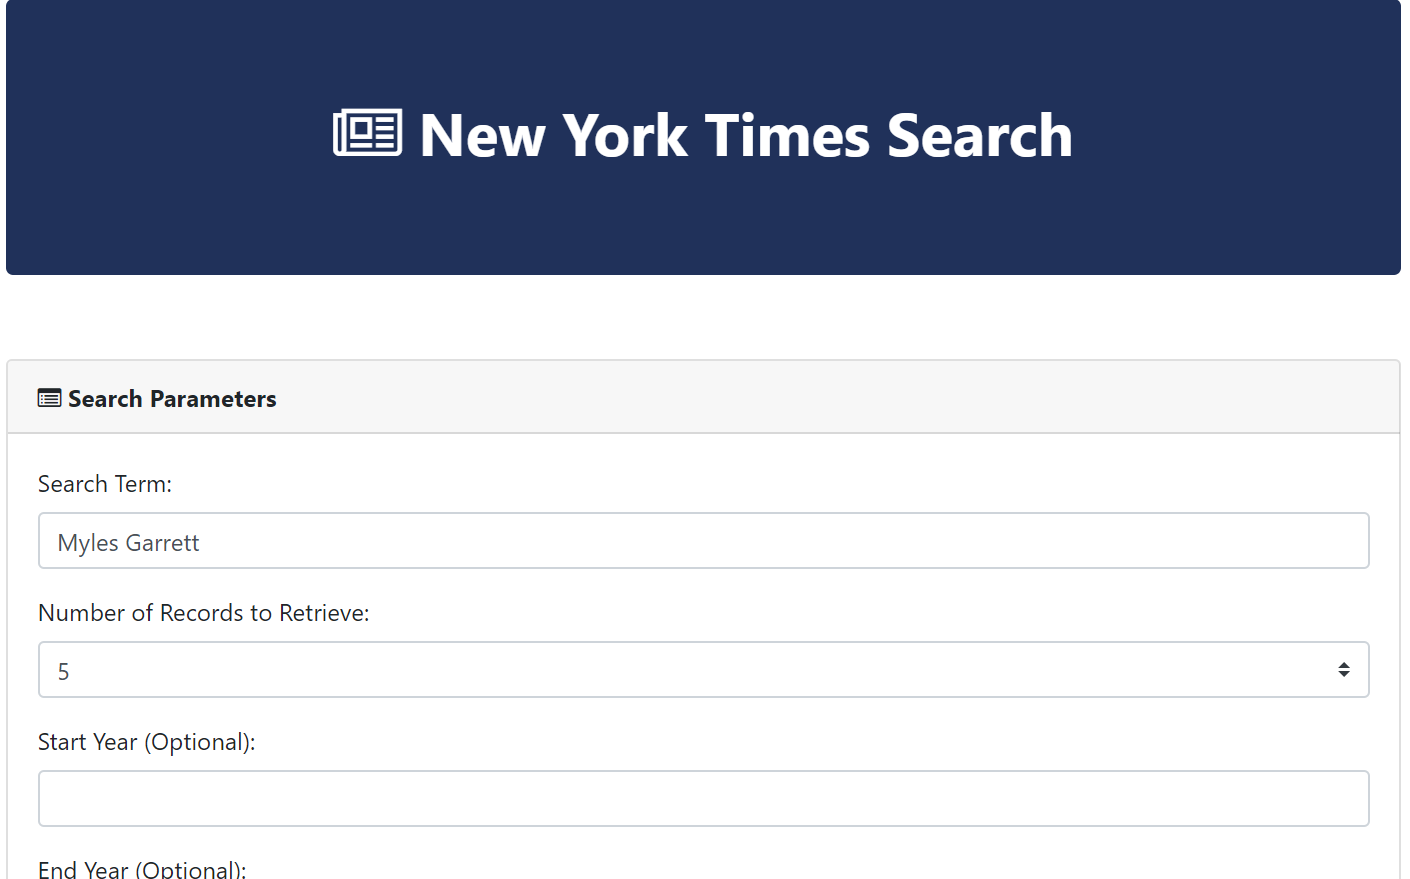 New York Times Search
Search Parameters
Search Term:
Myles Garrett
Number of Records to Retrieve:
5
Start Year (Optional):
End Year (Optional):